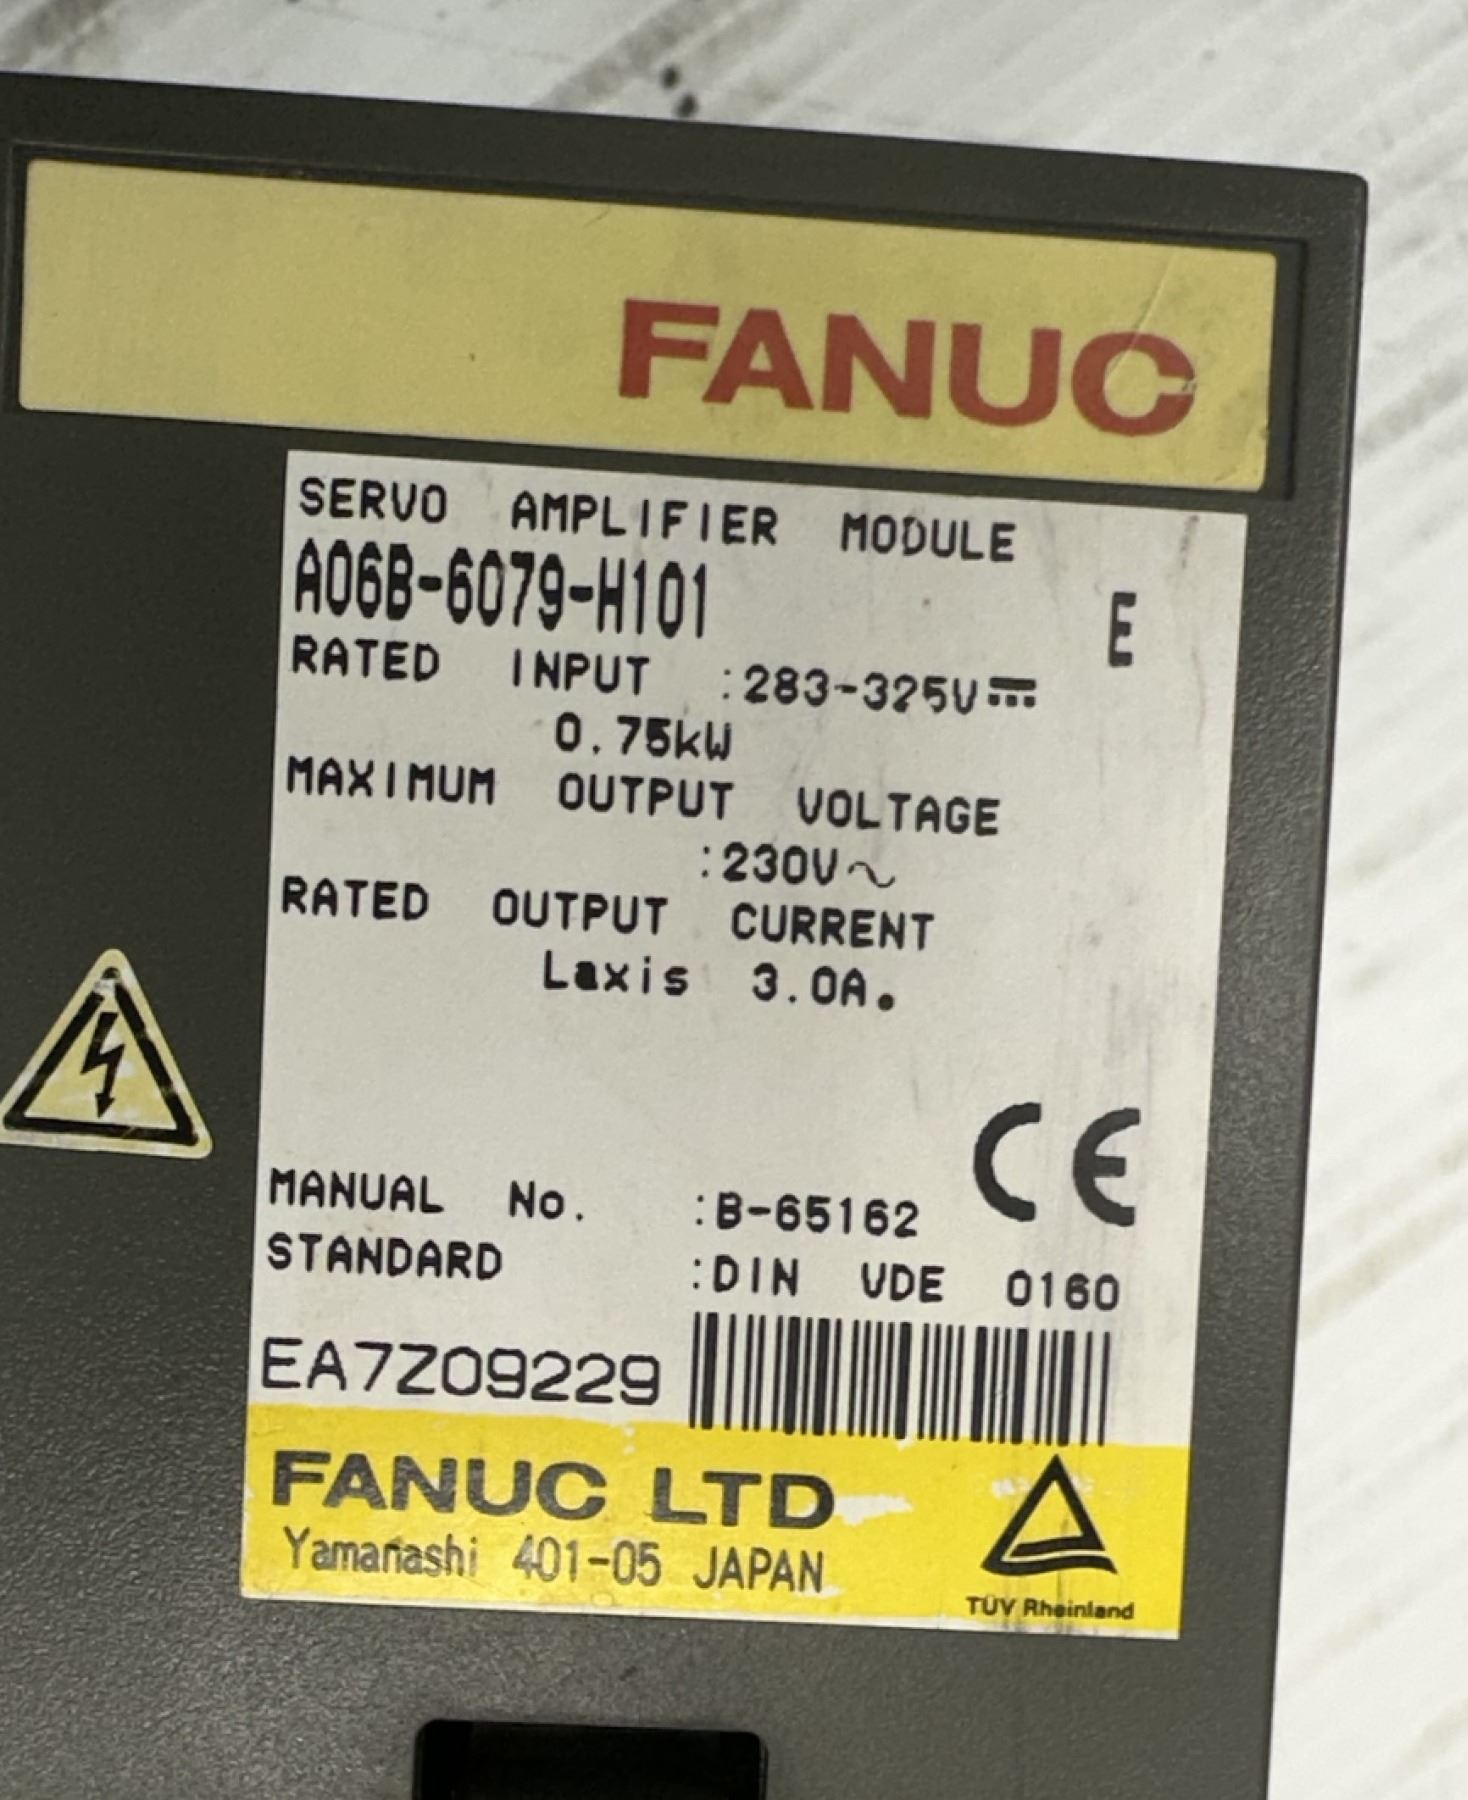 FANUC
SERVO AMPLIFIER MODULE
A06B-6079-H101 E
RATED INPUT :283-325V⎓
0.75kW
MAXIMUM OUTPUT VOLTAGE
:230V~
RATED OUTPUT CURRENT
Laxis 3.0A.
CE
MANUAL No. :B-65162
STANDARD :DIN VDE 0160
EA7Z09229
FANUC LTD
Yamanashi 401-05 JAPAN
TÜV Rheinland